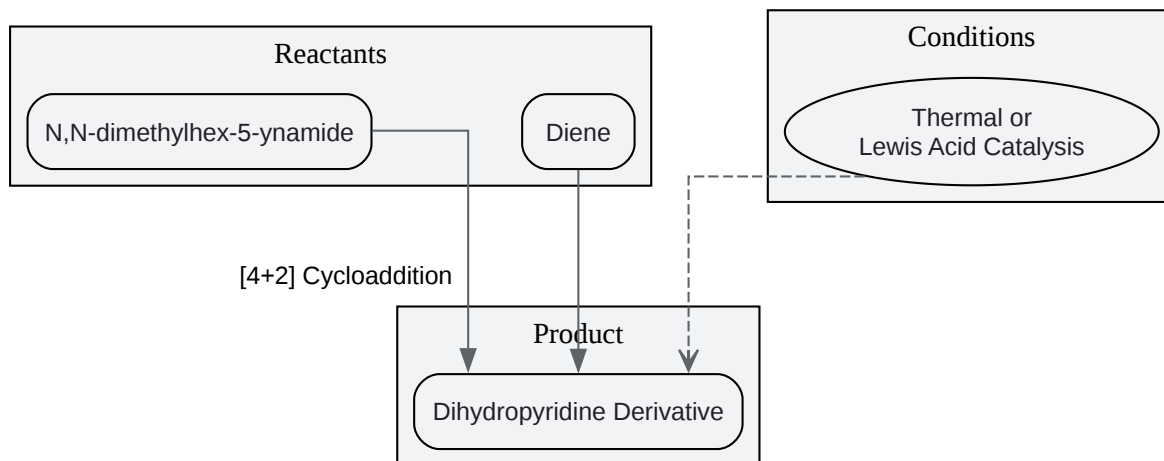 Reactants
Conditions
N,N-dimethylhex-5-ynamide
Diene
Thermal or
Lewis Acid Catalysis
[4+2] Cycloaddition
Product
Dihydropyridine Derivative